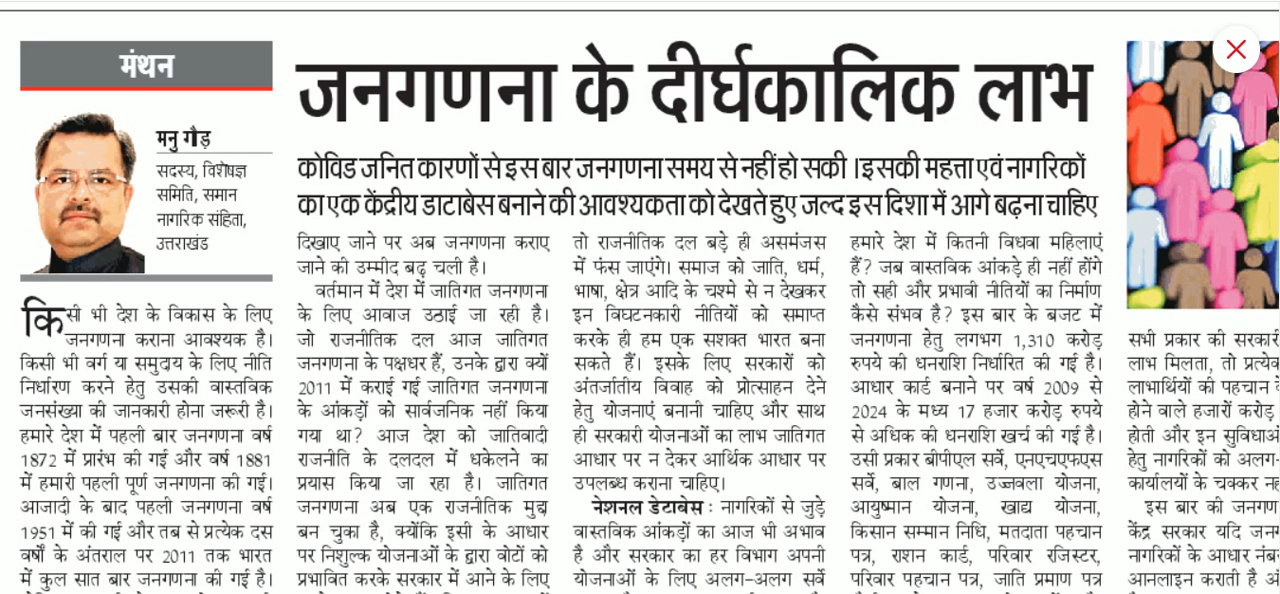 मंथन
मनु गौड़
सदस्य, विशेषज्ञ
समिति, समान
नागरिक संहिता,
उत्तराखंड
जनगणना के दीर्घकालिक लाभ
कोविड जनित कारणों से इस बार जनगणना समय से नहीं हो सकी । इसकी महत्ता एवं नागरिकों
का एक केंद्रीय डाटाबेस बनाने की आवश्यकता को देखते हुए जल्द इस दिशा में आगे बढ़ना चाहिए
किसी भी देश के विकास के लिए
जनगणना कराना आवश्यक है।
किसी भी वर्ग या समुदाय के लिए नीति
निर्धारण करने हेतु उसकी वास्तविक
जनसंख्या की जानकारी होना जरूरी है।
हमारे देश में पहली बार जनगणना वर्ष
1872 में प्रारंभ की गई और वर्ष 1881
में हमारी पहली पूर्ण जनगणना की गई।
आजादी के बाद पहली जनगणना वर्ष
1951 में की गई और तब से प्रत्येक दस
वर्षों के अंतराल पर 2011 तक भारत
में कुल सात बार जनगणना की गई है।
दिखाए जाने पर अब जनगणना कराए
जाने की उम्मीद बढ़ चली है।
वर्तमान में देश में जातिगत जनगणना
के लिए आवाज उठाई जा रही है।
जो राजनीतिक दल आज जातिगत
जनगणना के पक्षधर हैं, उनके द्वारा क्यों
2011 में कराई गई जातिगत जनगणना
के आंकड़ों को सार्वजनिक नहीं किया
गया था? आज देश को जातिवादी
राजनीति के दलदल में धकेलने का
प्रयास किया जा रहा है। जातिगत
जनगणना अब एक राजनीतिक मुद्दा
बन चुका है, क्योंकि इसी के आधार
पर निशुल्क योजनाओं के द्वारा वोटों को
प्रभावित करके सरकार में आने के लिए
तो राजनीतिक दल बड़े ही असमंजस
में फंस जाएंगे। समाज को जाति, धर्म,
भाषा, क्षेत्र आदि के चश्मे से न देखकर
इन विघटनकारी नीतियों को समाप्त
करके ही हम एक सशक्त भारत बना
सकते हैं। इसके लिए सरकारों को
अंतर्जातीय विवाह को प्रोत्साहन देने
हेतु योजनाएं बनानी चाहिए और साथ
ही सरकारी योजनाओं का लाभ जातिगत
आधार पर न देकर आर्थिक आधार पर
उपलब्ध कराना चाहिए।
नेशनल डेटाबेस : नागरिकों से जुड़े
वास्तविक आंकड़ों का आज भी अभाव
है और सरकार का हर विभाग अपनी
योजनाओं के लिए अलग-अलग सर्वे
हमारे देश में कितनी विधवा महिलाएं
हैं? जब वास्तविक आंकड़े ही नहीं होंगे
तो सही और प्रभावी नीतियों का निर्माण
कैसे संभव है? इस बार के बजट में
जनगणना हेतु लगभग 1,310 करोड़
रुपये की धनराशि निर्धारित की गई है।
आधार कार्ड बनाने पर वर्ष 2009 से
2024 के मध्य 17 हजार करोड़ रुपये
से अधिक की धनराशि खर्च की गई है।
उसी प्रकार बीपीएल सर्वे, एनएचएफएस
सर्वे, बाल गणना, उज्जवला योजना,
आयुष्मान योजना, खाद्य योजना,
किसान सम्मान निधि, मतदाता पहचान
पत्र, राशन कार्ड, परिवार रजिस्टर,
परिवार पहचान पत्र, जाति प्रमाण पत्र
सभी प्रकार की सरकारी
लाभ मिलता, तो प्रत्येक
लाभार्थियों की पहचान
होने वाले हजारों करोड़
होती और इन सुविधाओं
हेतु नागरिकों को अलग-
कार्यालयों के चक्कर
इस बार की
केंद्र सरकार यदि
नागरिकों के आधार
आनलाइन कराती है